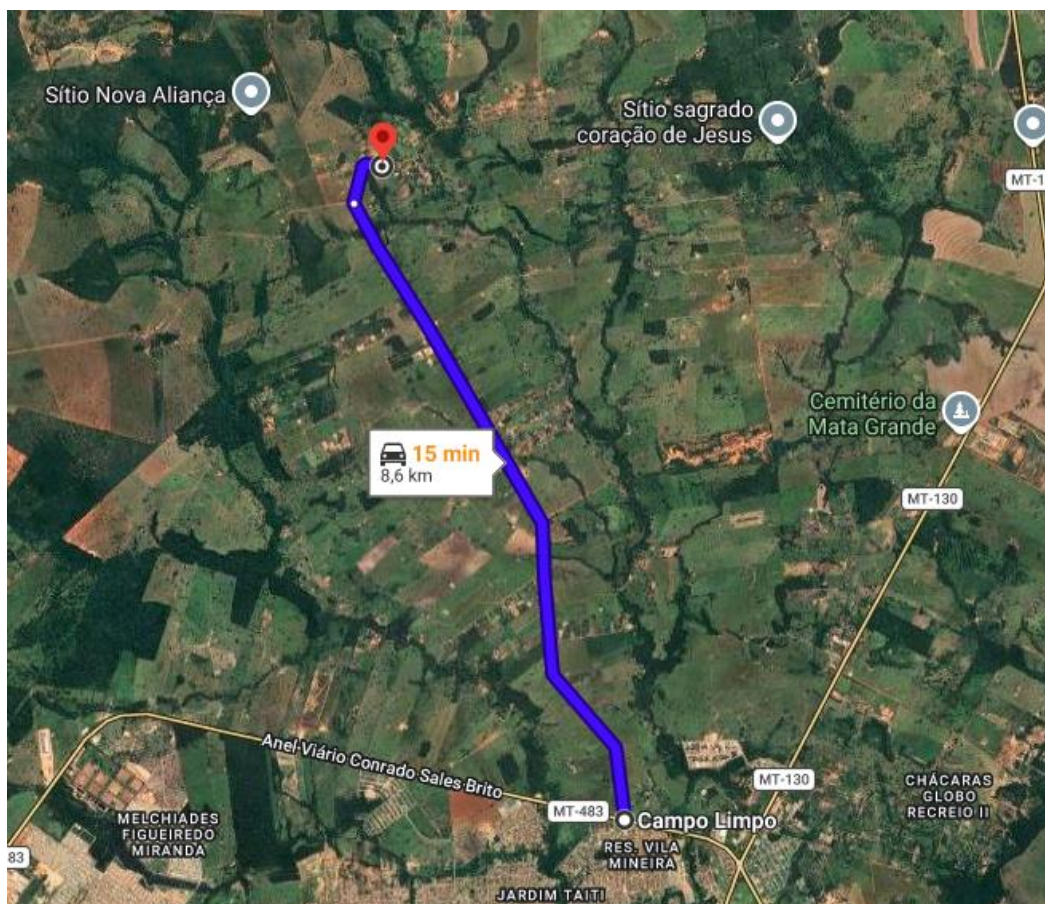 Sítio Nova Aliança
Sítio sagrado
coração de Jesus
MT-1
Cemitério da
Mata Grande
15 min
8,6 km
MT-130
Anel Viário Conrado Sales Brito
MT-130
CHÁCARAS
GLOBO
RECREIO II
MT-483
Campo Limpo
MELCHIADES
FIGUEIREDO
MIRANDA
RES. VILA
MINEIRA
83
JARDIM TAITI